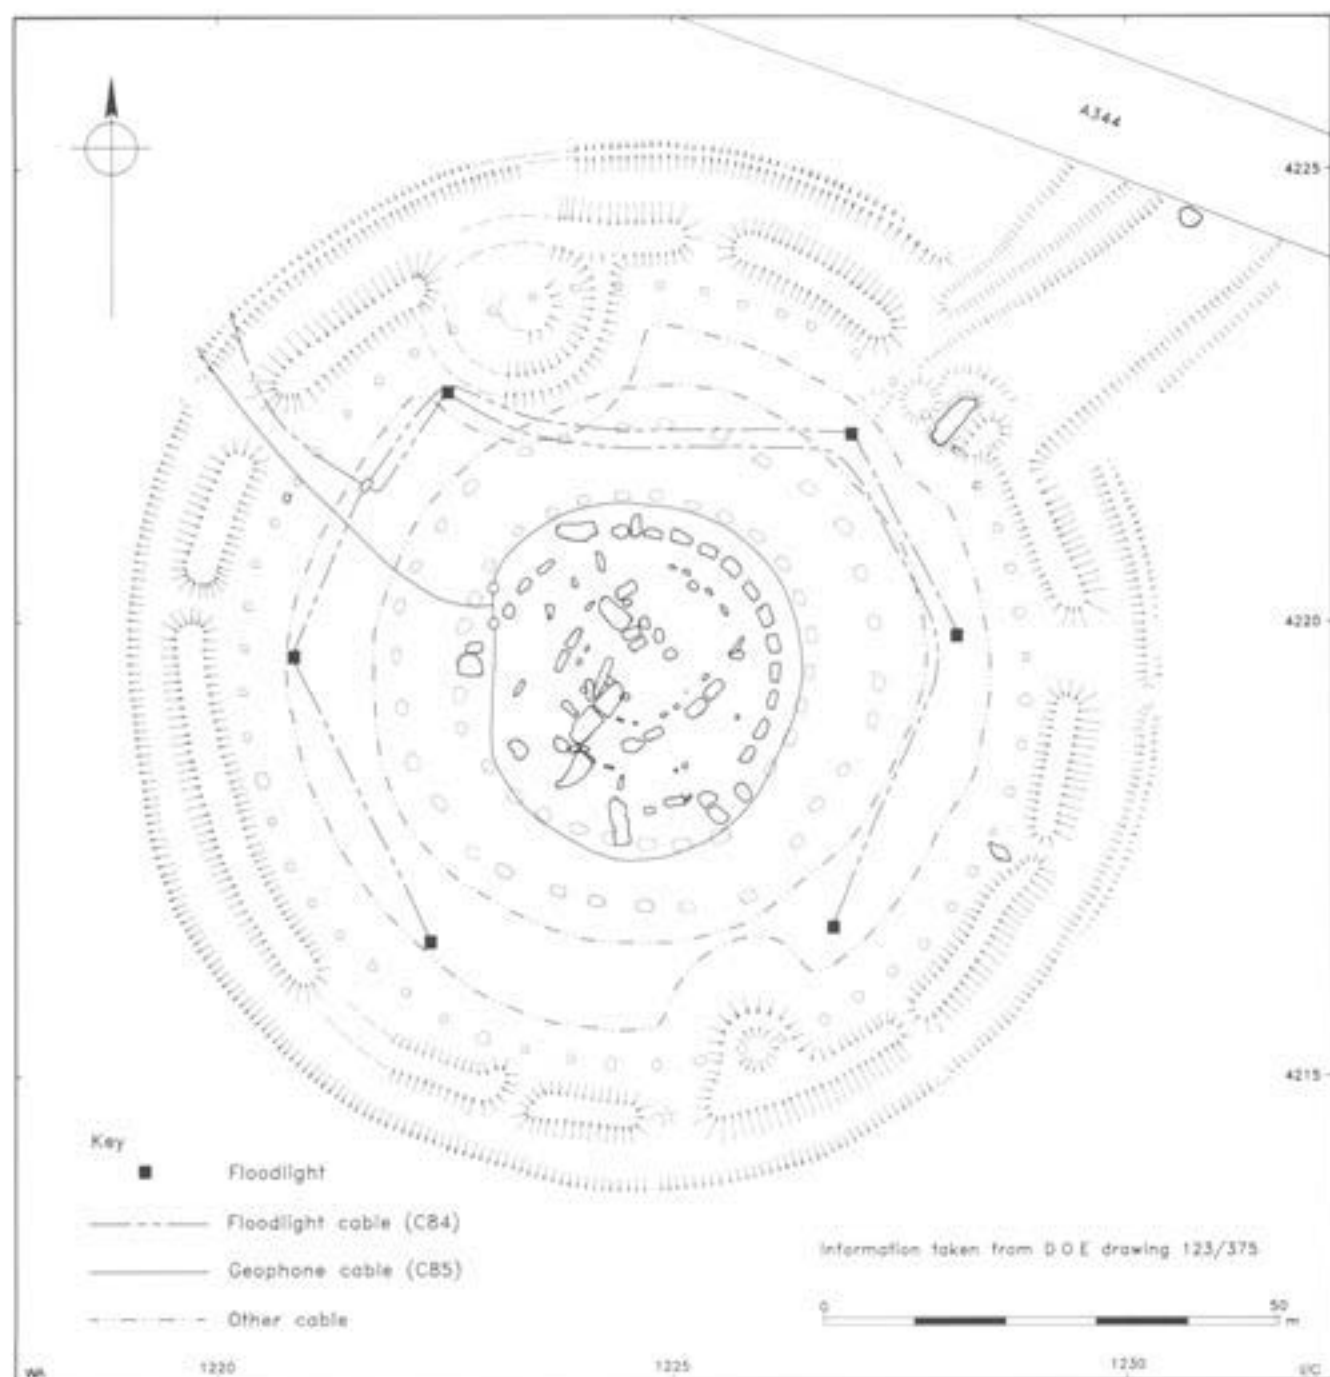 A344
4225
4220
4215
Key
Floodlight
Floodlight cable (C84)
Geophone cable (C85)
Other cable
Information taken from D O E drawing 123/375
0 50
m
1220 1225 1230